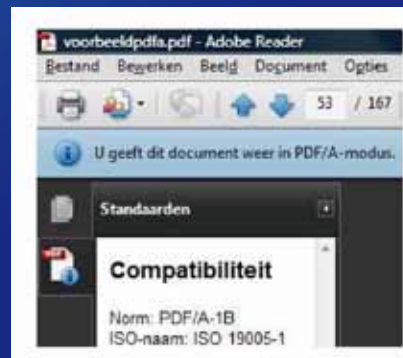 voorbeeldpdfa.pdf - Adobe Reader
Bestand Bewerken Beeld Document Opties
53 / 167
U geeft dit document weer in PDF/A-modus.
Standaarden
Compatibiliteit
Norm: PDF/A-1B
ISO-naam: ISO 19005-1